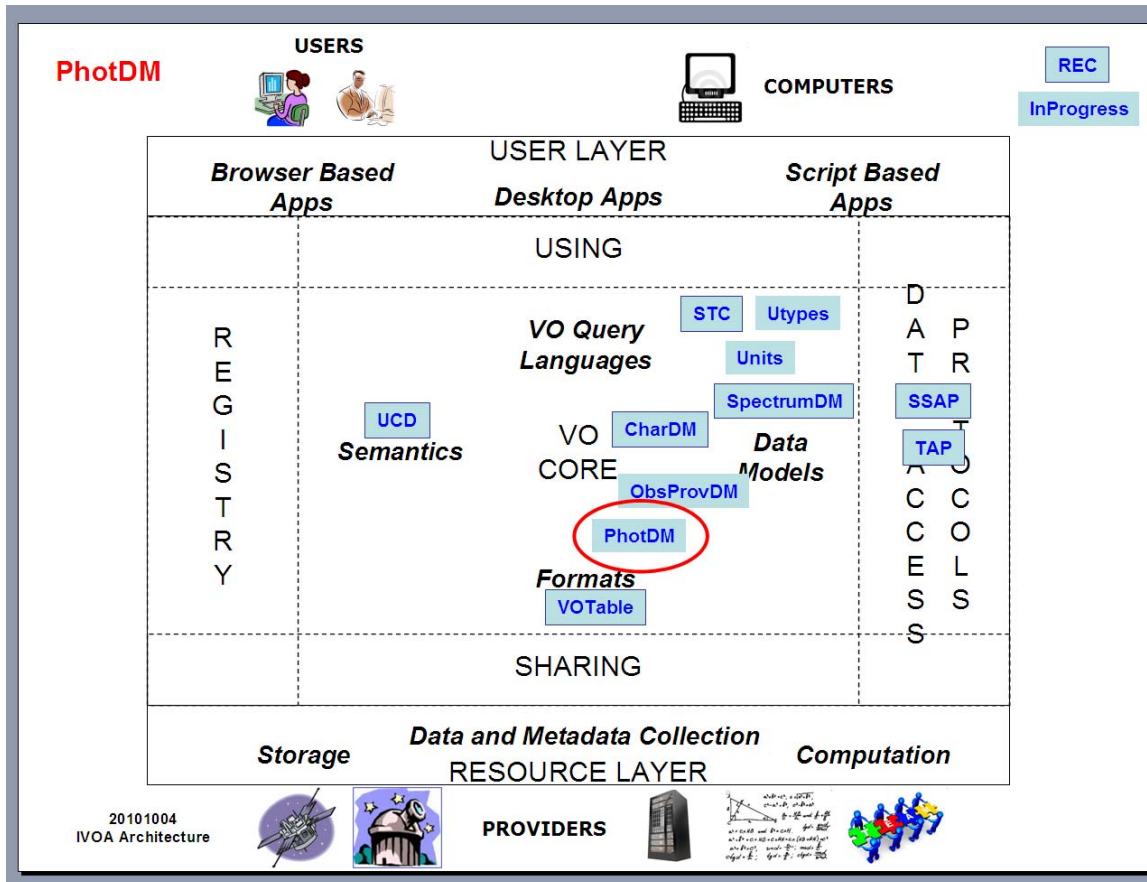 PhotDM
USERS
COMPUTERS
REC
InProgress
USER LAYER
Browser Based
Apps
Desktop Apps
Script Based
Apps
USING
REGISTRY
VO Query
Languages
STC
Utypes
Units
SpectrumDM
UCD
Semantics
VO
CORE
CharDM
Data
Models
ObsProvDM
PhotDM
Formats
VOTable
DATA ACCESS
PROTOCOLS
SSAP
TAP
SHARING
Storage
Data and Metadata Collection
Computation
RESOURCE LAYER
20101004
IVOA Architecture
PROVIDERS